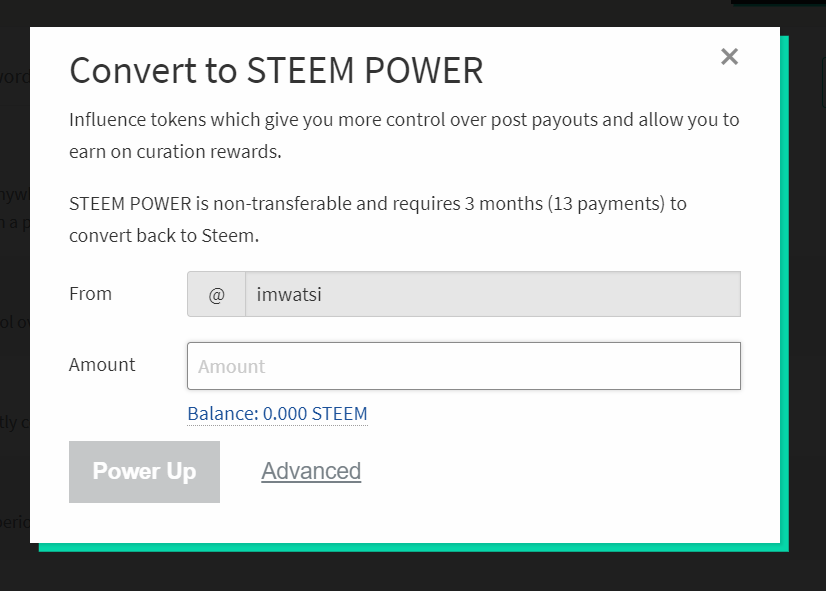 Convert to STEEM POWER
×
Influence tokens which give you more control over post payouts and allow you to
earn on curation rewards.
STEEM POWER is non-transferable and requires 3 months (13 payments) to
convert back to Steem.
From @ imwatsi
Amount Amount
Balance: 0.000 STEEM
Power Up Advanced